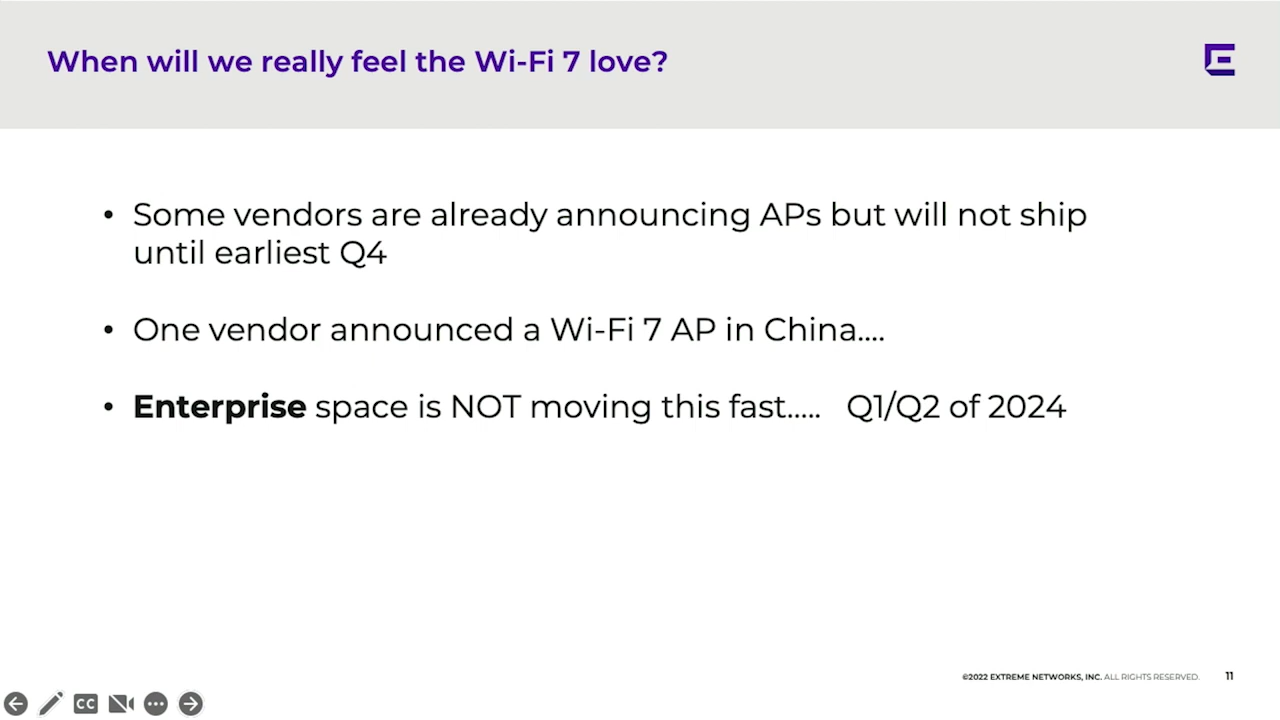 When will we really feel the Wi-Fi 7 love?
• Some vendors are already announcing APs but will not ship
until earliest Q4
• One vendor announced a Wi-Fi 7 AP in China....
• Enterprise space is NOT moving this fast..... Q1/Q2 of 2024
©2022 EXTREME NETWORKS, INC. ALL RIGHTS RESERVED. 11
CC